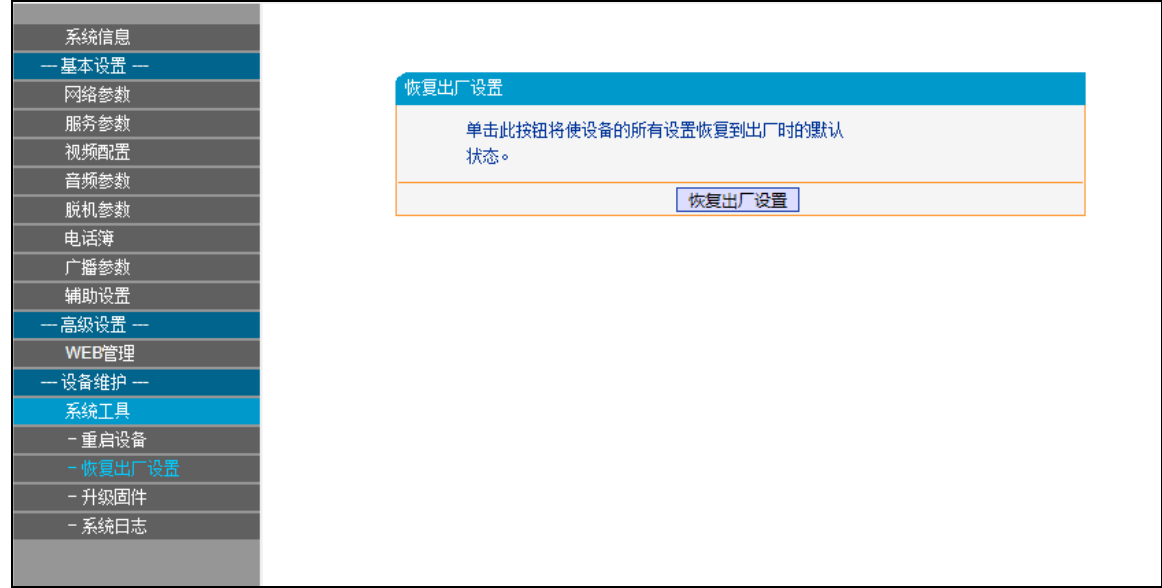 系统信息
--- 基本设置 ---
网络参数
服务参数
视频配置
音频参数
脱机参数
电话簿
广播参数
辅助设置
--- 高级设置 ---
WEB管理
--- 设备维护 ---
系统工具
- 重启设备
- 恢复出厂设置
- 升级固件
- 系统日志
恢复出厂设置
单击此按钮将使设备的所有设置恢复到出厂时的默认
状态。
恢复出厂设置